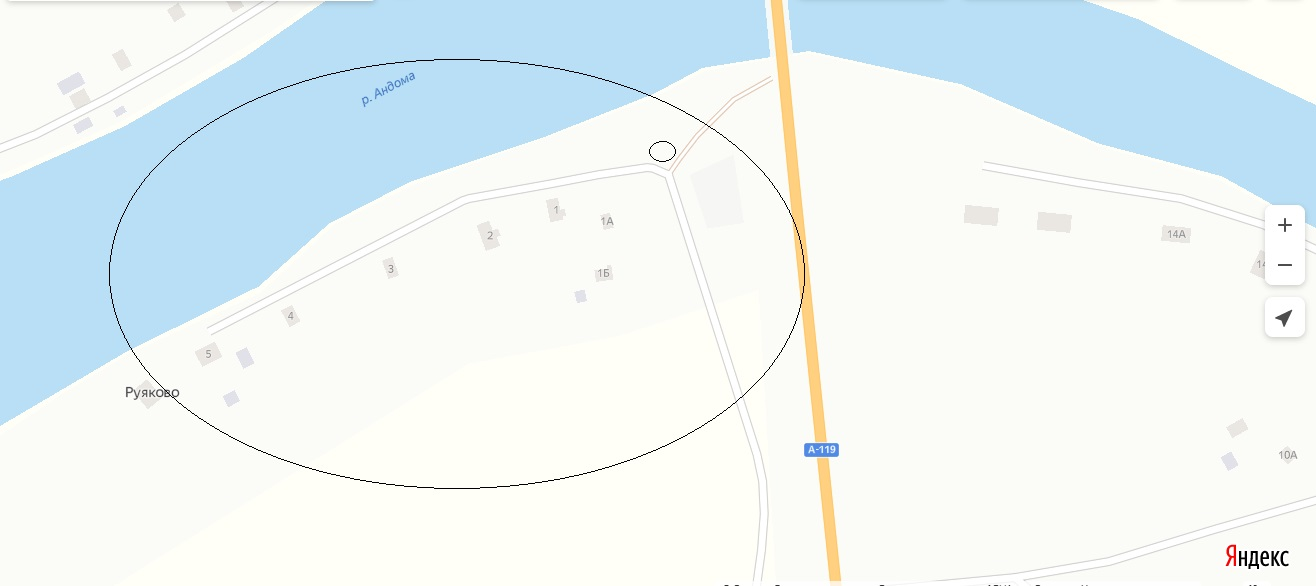 р. Андома
1
1А
2
14А
14
3
1Б
4
5
Руяково
А-119
10А
Яндекс